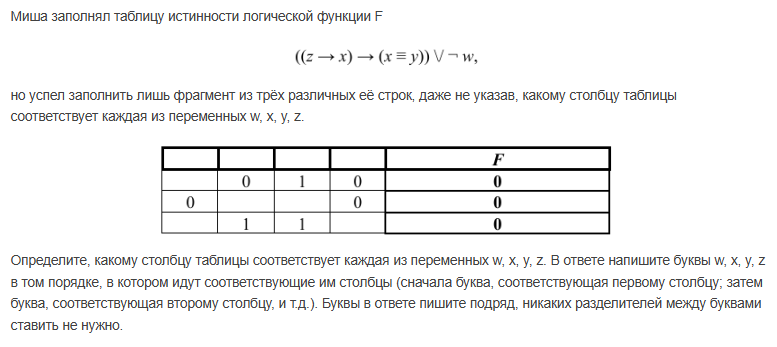 Миша заполнял таблицу истинности логической функции F
((z → x) → (x ≡ y)) \/ ¬ w,
но успел заполнить лишь фрагмент из трёх различных её строк, даже не указав, какому столбцу таблицы
соответствует каждая из переменных w, x, y, z.
F
0 1 0 0
0 0 0
1 1 0
Определите, какому столбцу таблицы соответствует каждая из переменных w, x, y, z. В ответе напишите буквы w, x, y, z
в том порядке, в котором идут соответствующие им столбцы (сначала буква, соответствующая первому столбцу; затем
буква, соответствующая второму столбцу, и т.д.). Буквы в ответе пишите подряд, никаких разделителей между буквами
ставить не нужно.